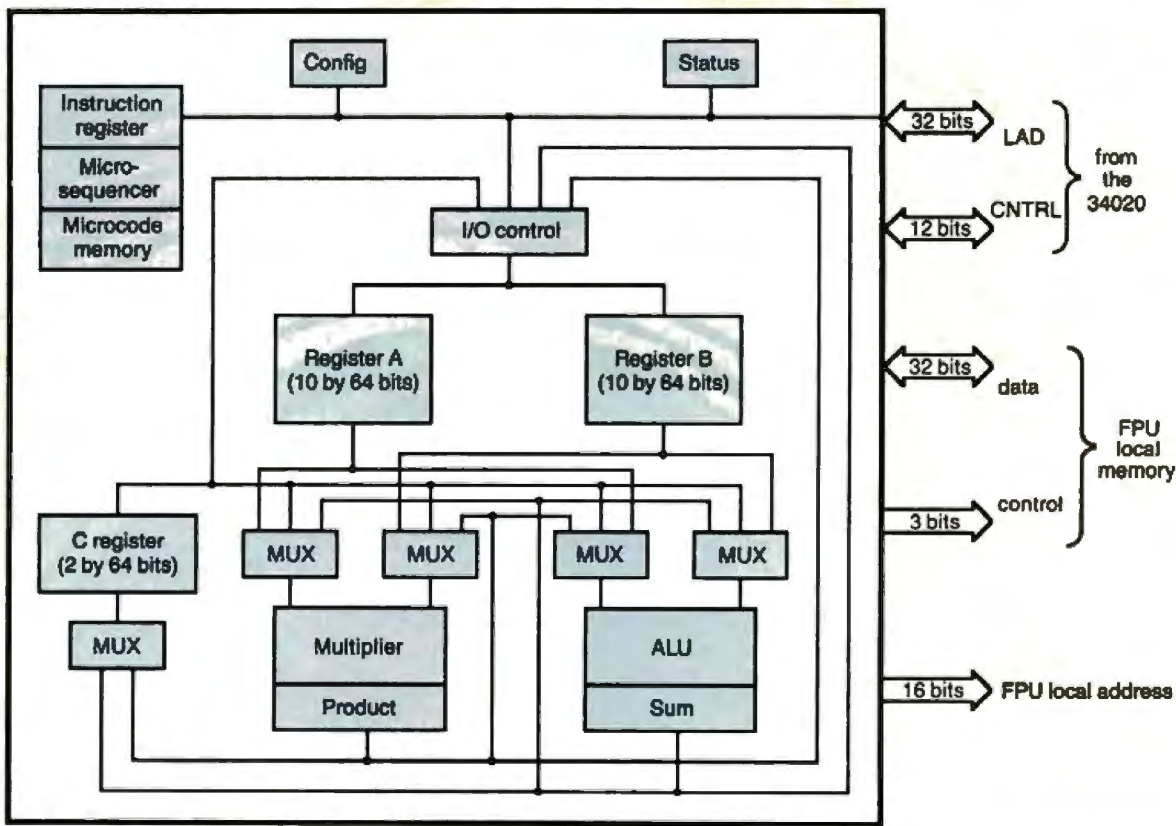 Config
Status
Instruction
register
Micro-
sequencer
Microcode
memory
I/O control
Register A
(10 by 64 bits)
Register B
(10 by 64 bits)
C register
(2 by 64 bits)
MUX
MUX
MUX
MUX
MUX
Multiplier
Product
ALU
Sum
32 bits
LAD
CNTRL
12 bits
from
the
34020
32 bits
data
control
3 bits
FPU
local
memory
16 bits
FPU local address